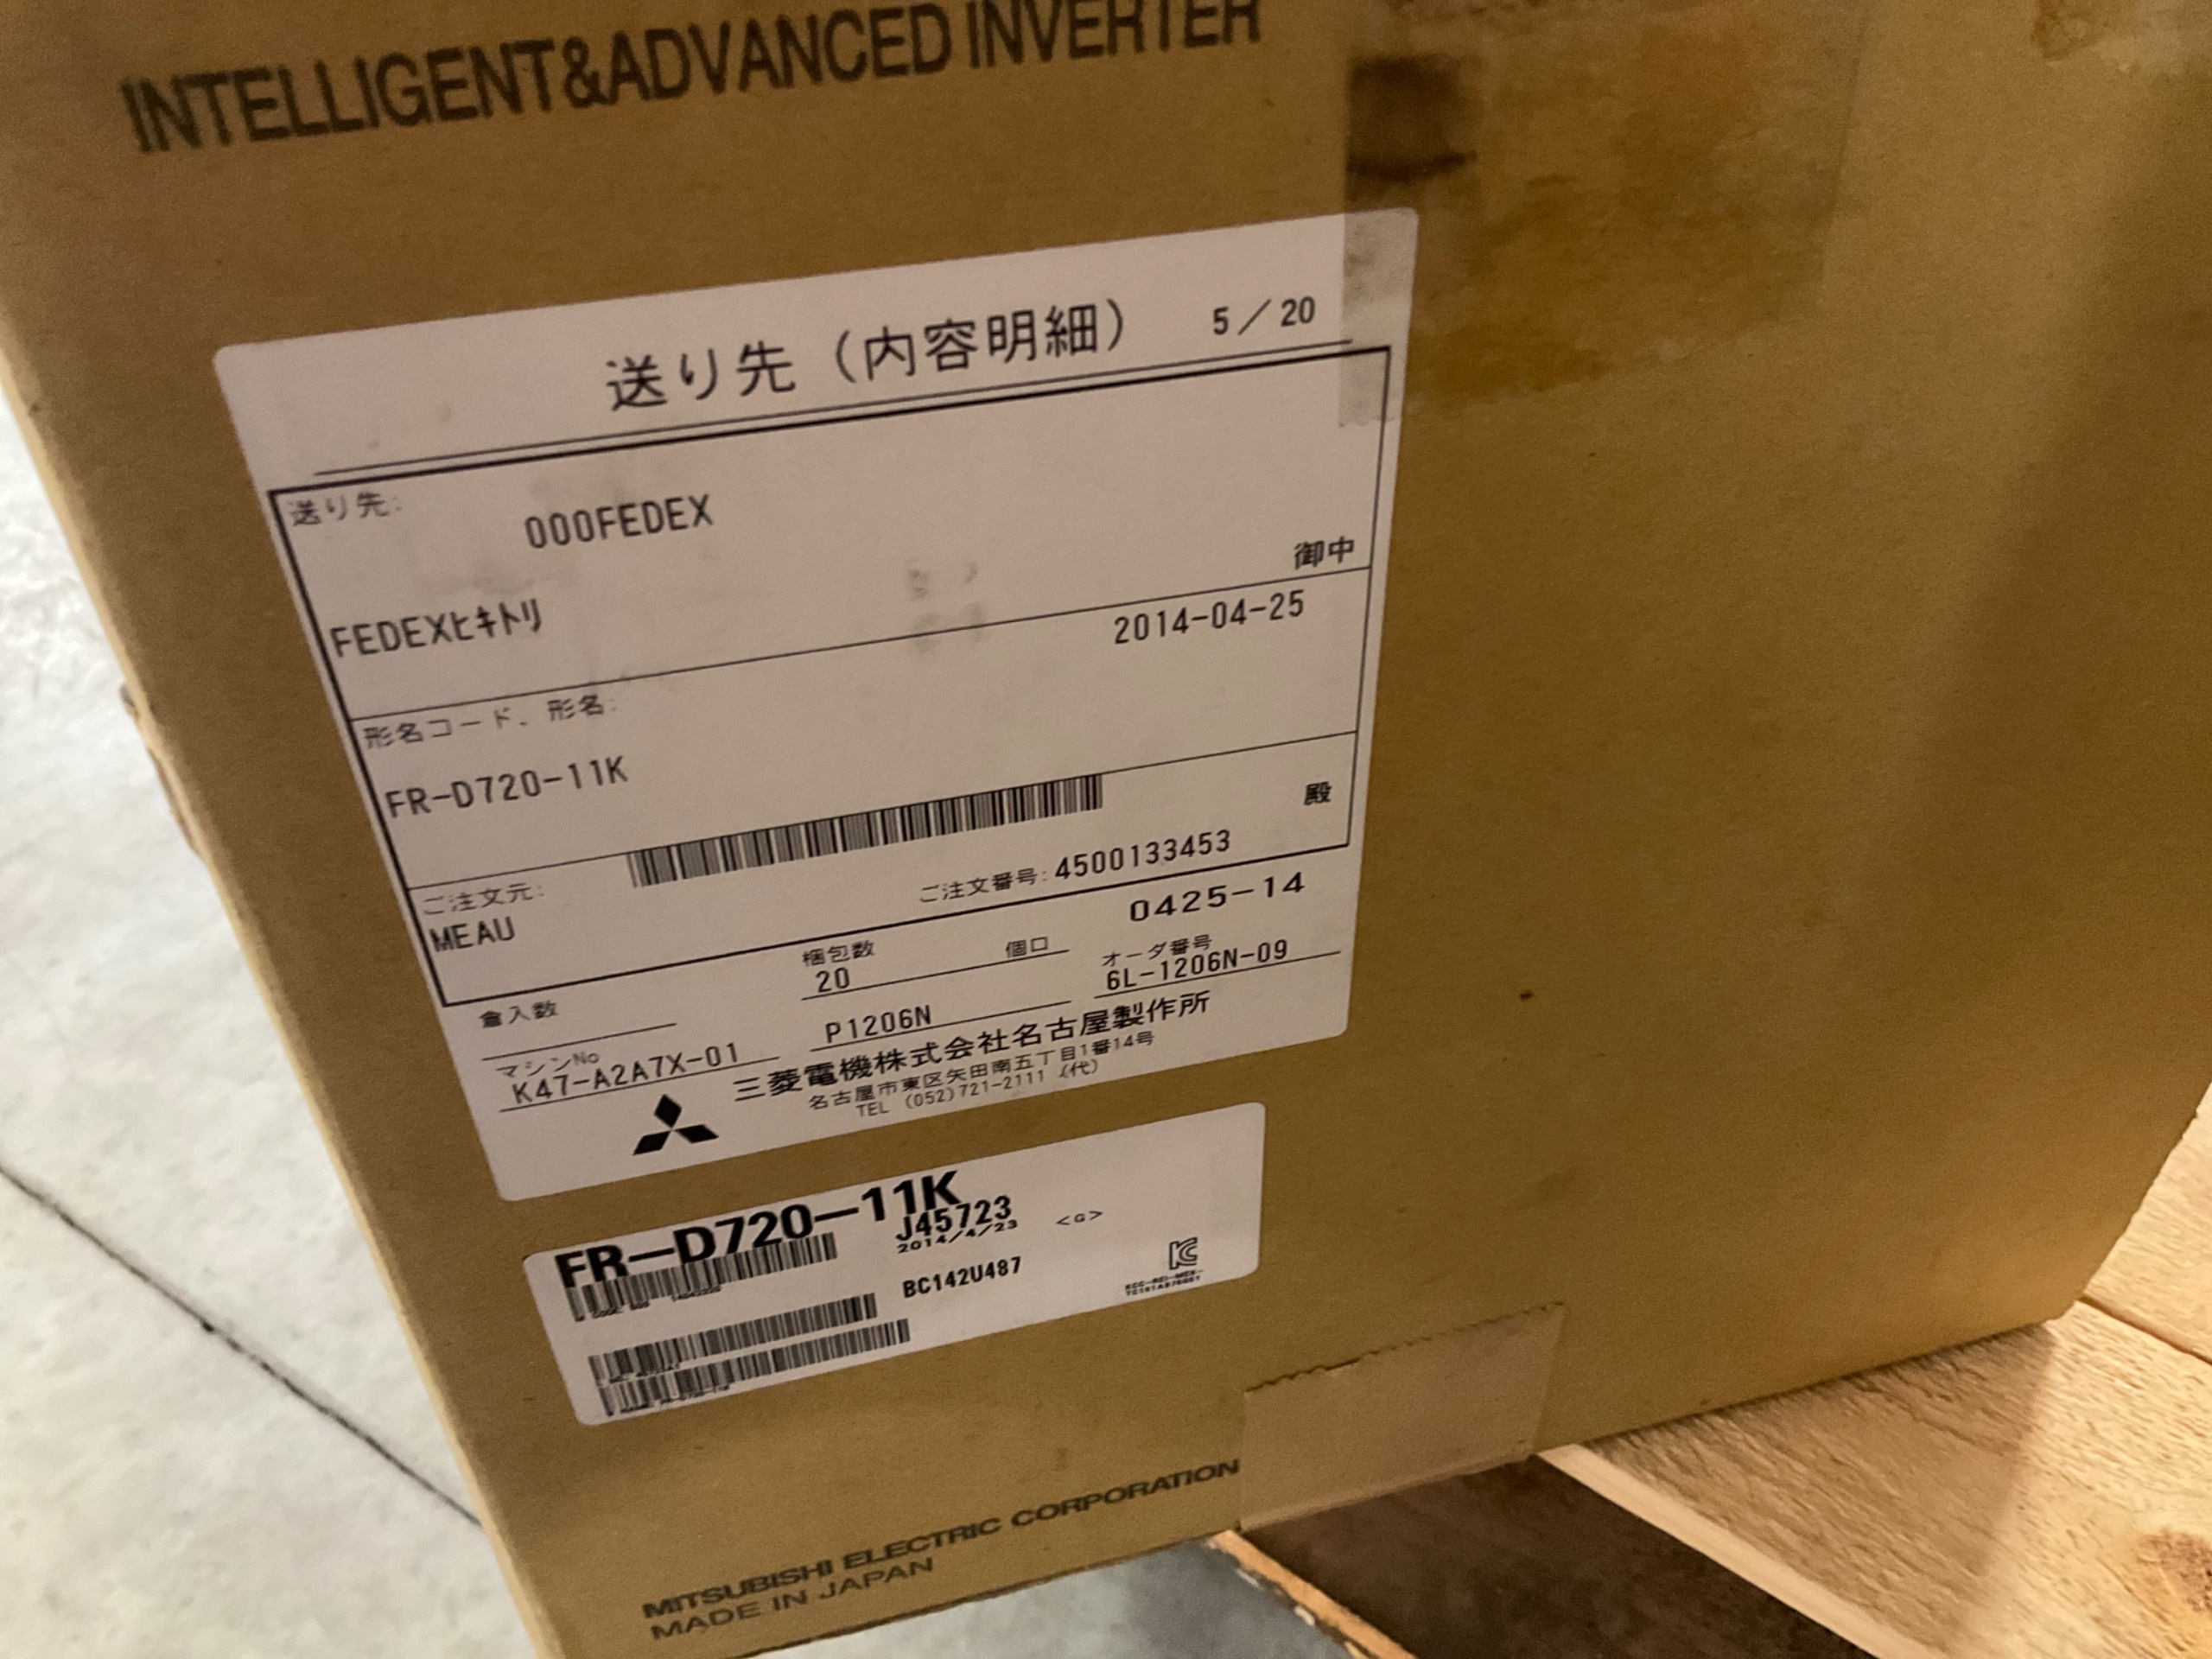 INTELLIGENT&ADVANCED INVERTER
送り先（内容明細） 5／20
送り先:
000FEDEX
御中
FEDEXヒキトリ
2014-04-25
形名コード、形名:
FR-D720-11K
殿
ご注文元:
ご注文番号: 4500133453
MEAU
0425-14
梱包数 個口 オーダ番号
20 6L-1206N-09
倉入数
P1206N
マシンNo
K47-A2A7X-01
三菱電機株式会社名古屋製作所
名古屋市東区矢田南五丁目1番14号
TEL (052)721-2111 (代)
FR-D720-11K
J45723
2014/4/23 <G>
BC142U487
MITSUBISHI ELECTRIC CORPORATION
MADE IN JAPAN